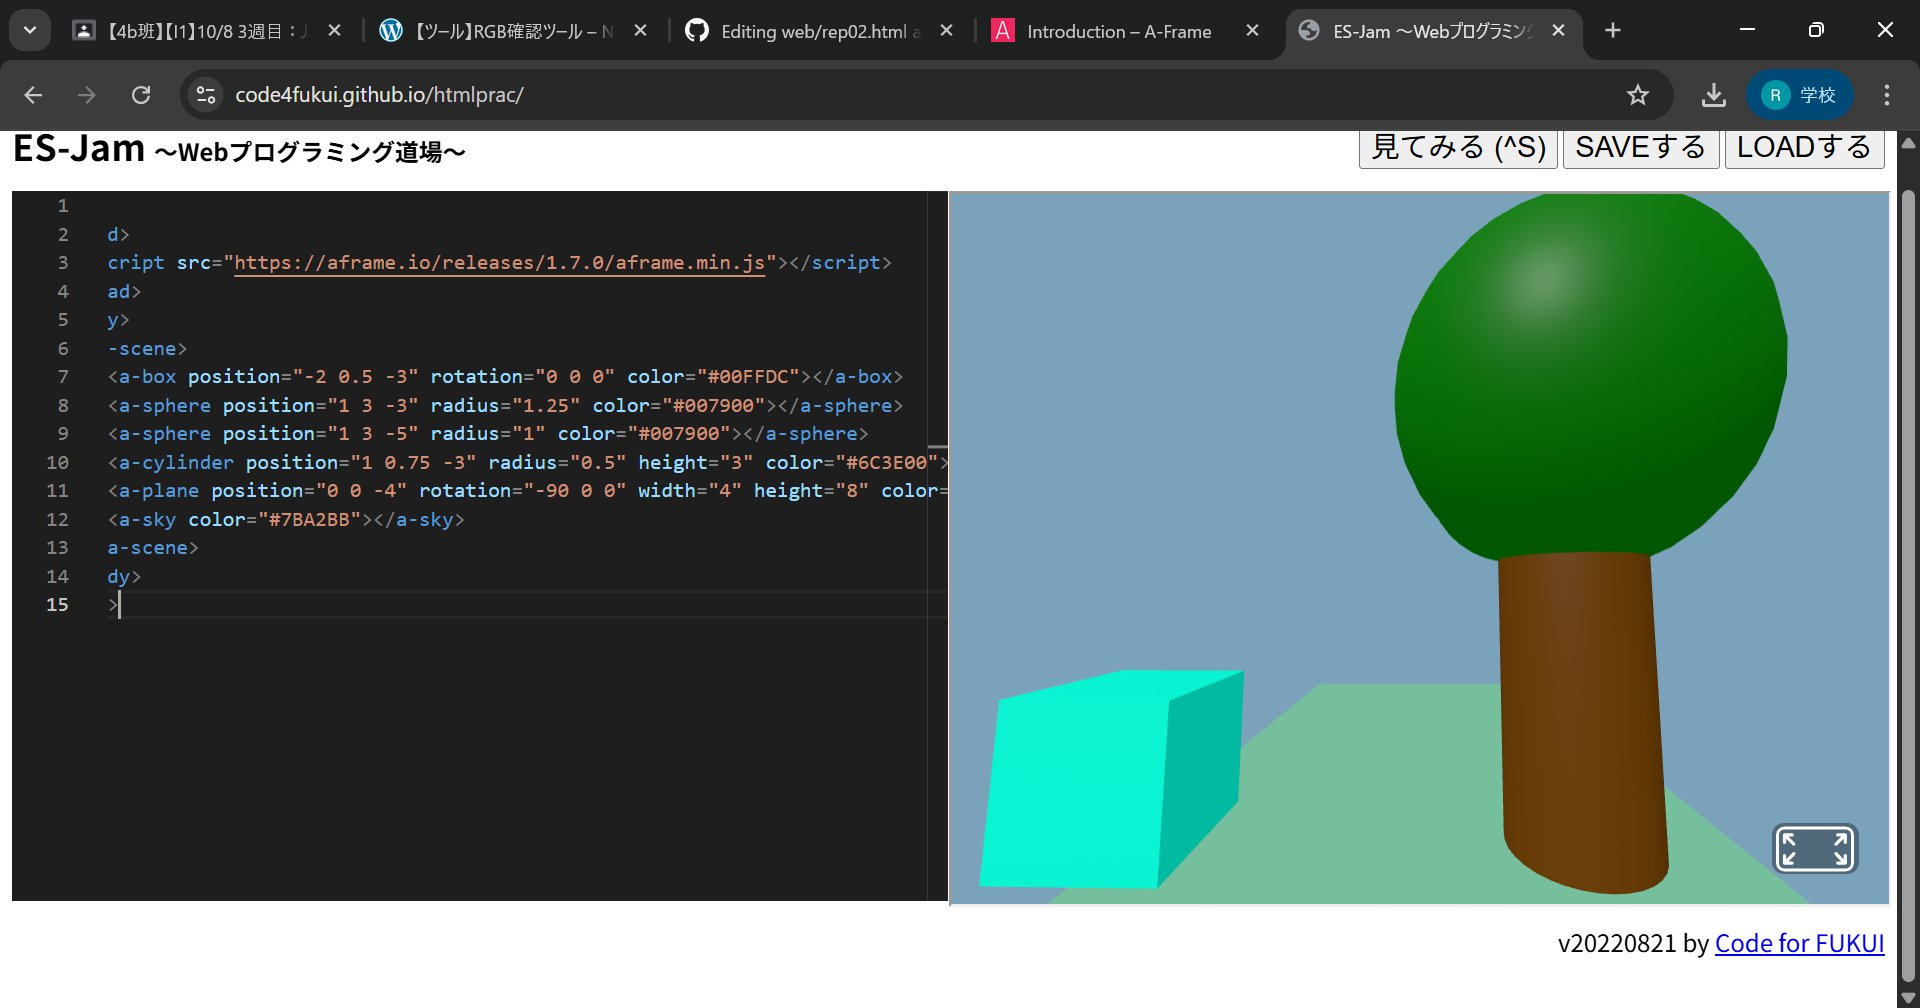 【4b班】【I1】10/8 3週目：J
【ツール】RGB確認ツール – N
Editing web/rep02.html a
Introduction – A-Frame
ES-Jam ～Webプログラミン
code4fukui.github.io/htmlprac/
R 学校
ES-Jam ～Webプログラミング道場～
見てみる (^S)
SAVEする
LOADする
1
2 d>
3 cript src="https://aframe.io/releases/1.7.0/aframe.min.js"></script>
4 ad>
5 y>
6 -scene>
7 <a-box position="-2 0.5 -3" rotation="0 0 0" color="#00FFDC"></a-box>
8 <a-sphere position="1 3 -3" radius="1.25" color="#007900"></a-sphere>
9 <a-sphere position="1 3 -5" radius="1" color="#007900"></a-sphere>
10 <a-cylinder position="1 0.75 -3" radius="0.5" height="3" color="#6C3E00">
11 <a-plane position="0 0 -4" rotation="-90 0 0" width="4" height="8" color=
12 <a-sky color="#7BA2BB"></a-sky>
13 a-scene>
14 dy>
15 >
v20220821 by Code for FUKUI